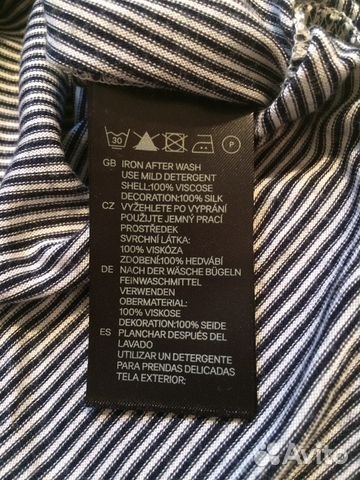 30 P
GB IRON AFTER WASH
USE MILD DETERGENT
SHELL:100% VISCOSE
DECORATION:100% SILK
CZ VYŽEHLETE PO VYPRÁNÍ
POUŽIJTE JEMNÝ PRACÍ
PROSTŘEDEK
SVRCHNÍ LÁTKA:
100% VISKÓZA
ZDOBENÍ:100% HEDVÁBÍ
DE NACH DER WÄSCHE BÜGELN
FEINWASCHMITTEL
VERWENDEN
OBERMATERIAL:
100% VISKOSE
DEKORATION:100% SEIDE
ES PLANCHAR DESPUÉS DEL
LAVADO
UTILIZAR UN DETERGENTE
PARA PRENDAS DELICADAS
TELA EXTERIOR:
Avito